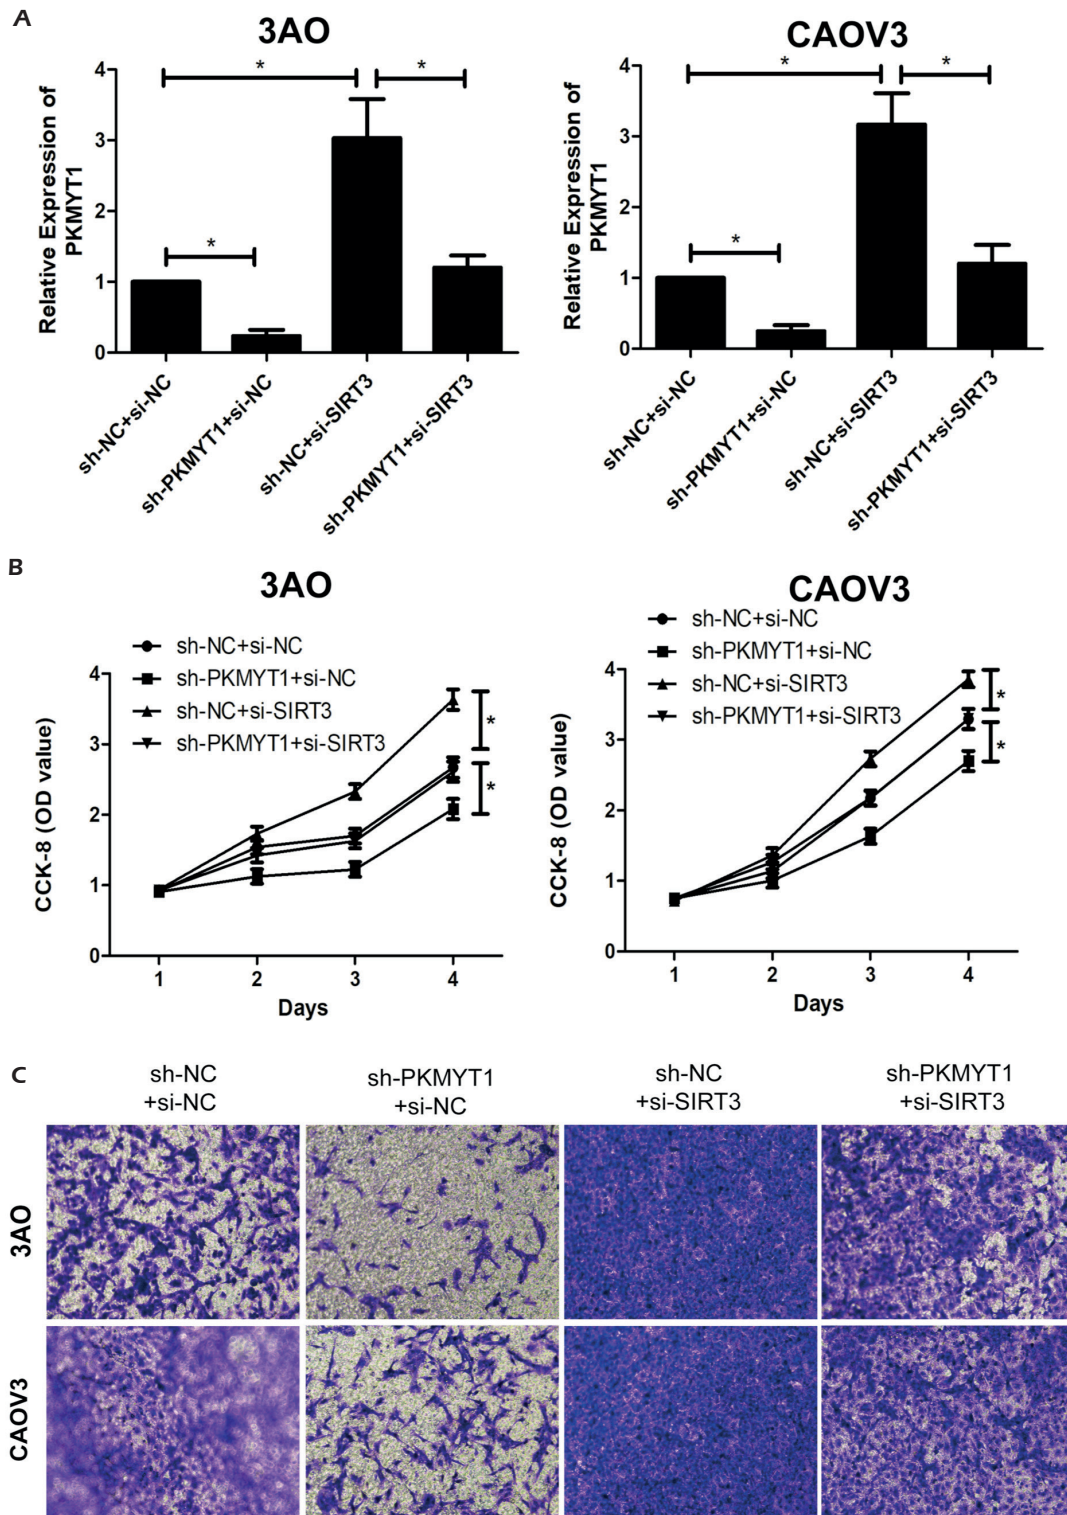 A
3AO
CAOV3
Relative Expression of
PKMYT1
4
3
2
1
0
*
*
*
sh-NC+si-NC
sh-PKMYT1+si-NC
sh-NC+si-SIRT3
sh-PKMYT1+si-SIRT3
Relative Expression of
PKMYT1
4
3
2
1
0
*
*
*
sh-NC+si-NC
sh-PKMYT1+si-NC
sh-NC+si-SIRT3
sh-PKMYT1+si-SIRT3
B
3AO
sh-NC+si-NC
sh-PKMYT1+si-NC
sh-NC+si-SIRT3
sh-PKMYT1+si-SIRT3
CCK-8 (OD value)
4
3
2
1
0
*
*
1 2 3 4
Days
CAOV3
sh-NC+si-NC
sh-PKMYT1+si-NC
sh-NC+si-SIRT3
sh-PKMYT1+si-SIRT3
CCK-8 (OD value)
4
3
2
1
0
*
*
1 2 3 4
Days
C
sh-NC
+si-NC
sh-PKMYT1
+si-NC
sh-NC
+si-SIRT3
sh-PKMYT1
+si-SIRT3
3AO
CAOV3